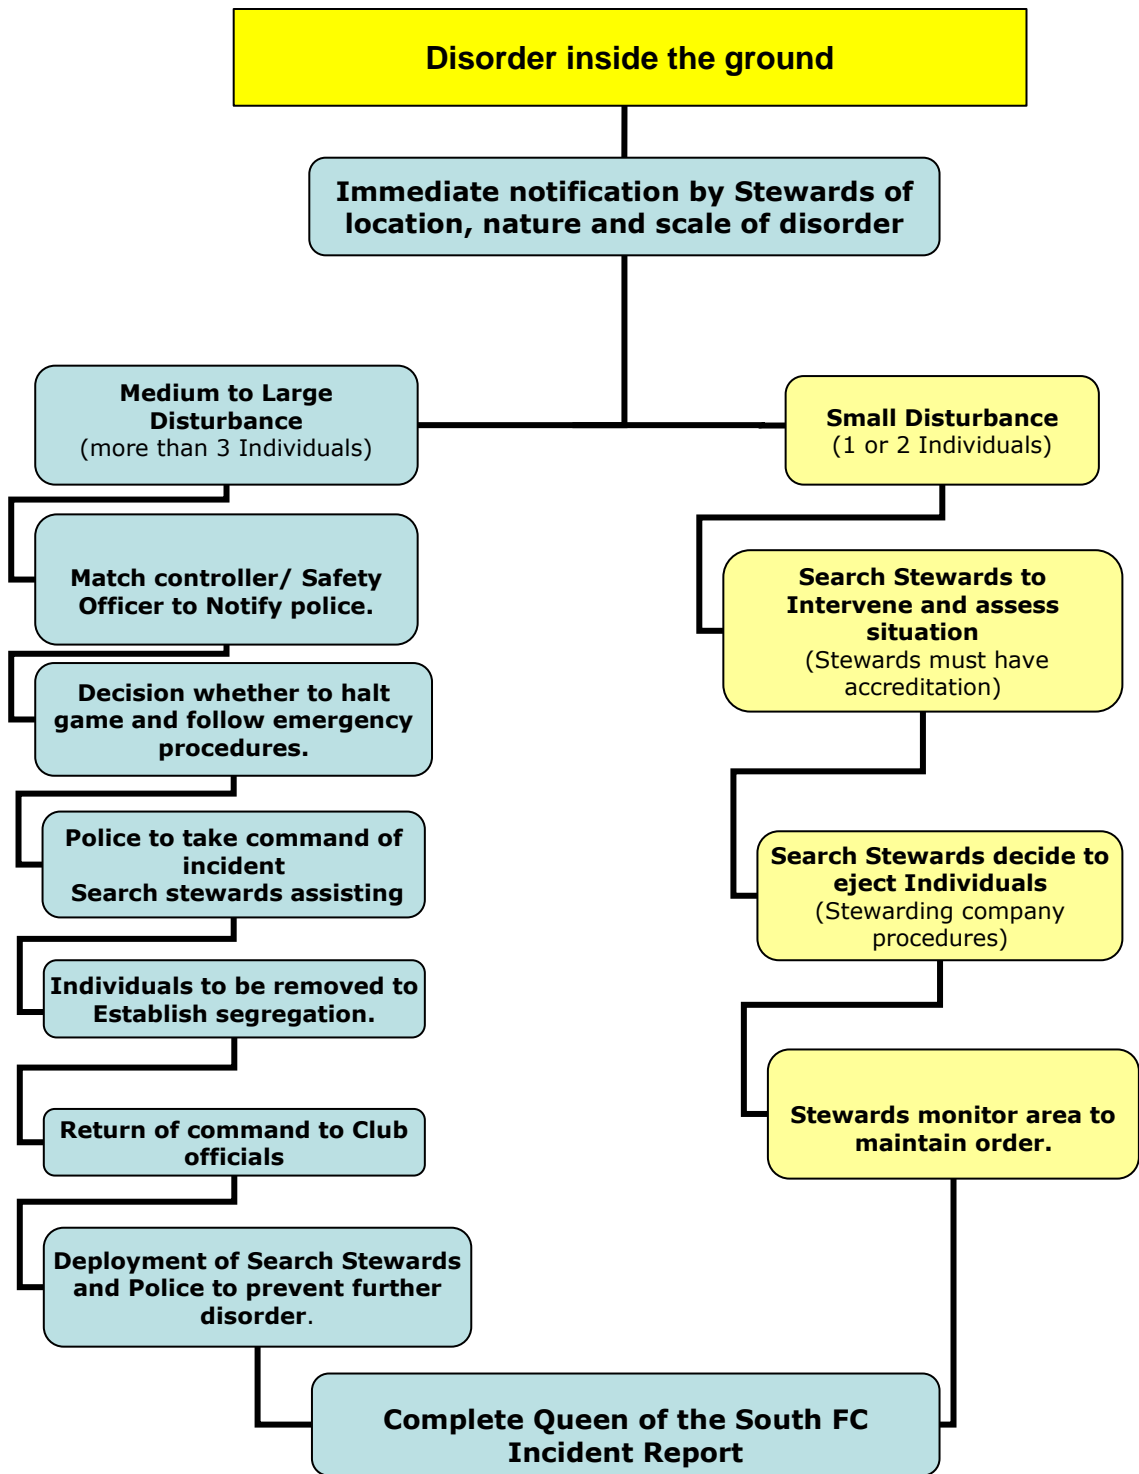 Disorder inside the ground
Immediate notification by Stewards of
location, nature and scale of disorder
Medium to Large
Disturbance
(more than 3 Individuals)
Match controller/ Safety
Officer to Notify police.
Decision whether to halt
game and follow emergency
procedures.
Police to take command of
incident
Search stewards assisting
Individuals to be removed to
Establish segregation.
Return of command to Club
officials
Deployment of Search Stewards
and Police to prevent further
disorder.
Small Disturbance
(1 or 2 Individuals)
Search Stewards to
Intervene and assess
situation
(Stewards must have
accreditation)
Search Stewards decide to
eject Individuals
(Stewarding company
procedures)
Stewards monitor area to
maintain order.
Complete Queen of the South FC
Incident Report